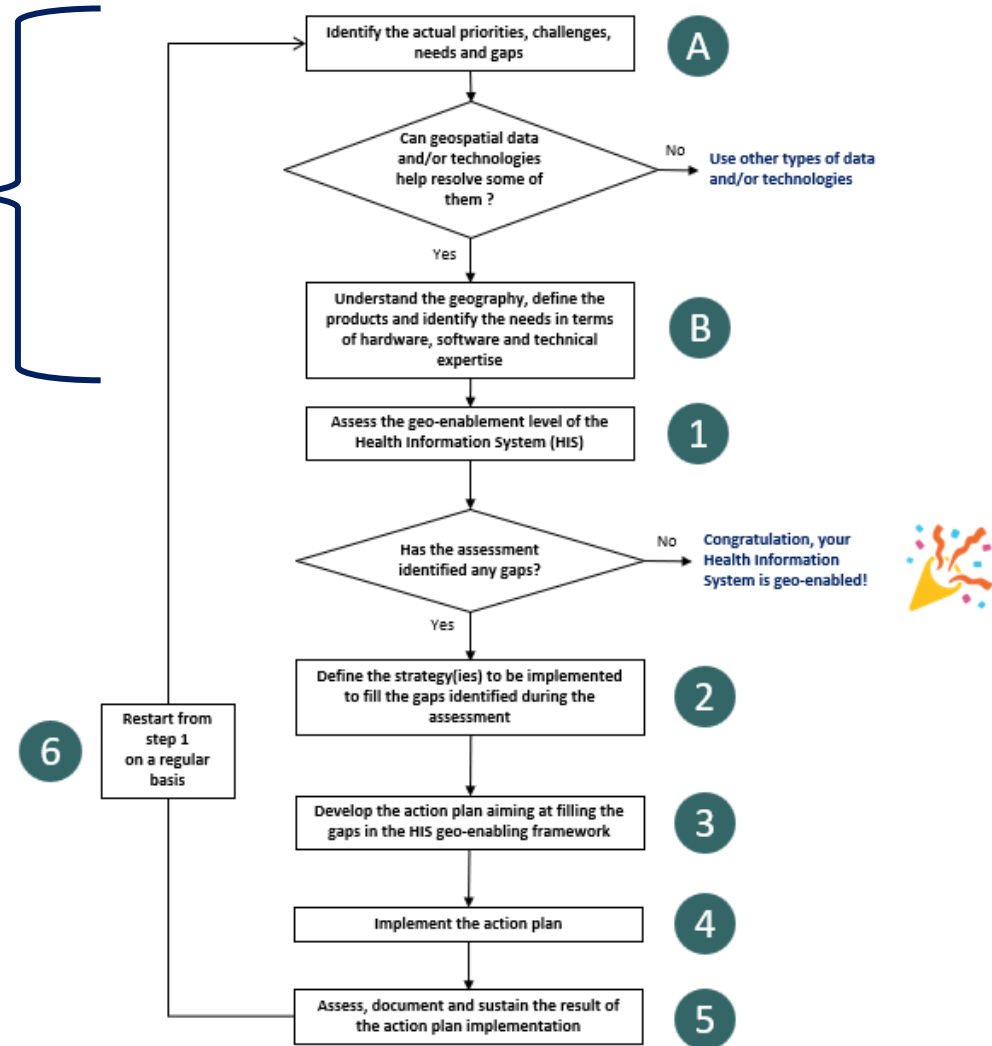 Identify the actual priorities, challenges,
needs and gaps
A
Can geospatial data
and/or technologies
help resolve some of
them ?
No
Use other types of data
and/or technologies
Yes
Understand the geography, define the
products and identify the needs in terms
of hardware, software and technical
expertise
B
Assess the geo-enablement level of the
Health Information System (HIS)
1
Has the assessment
identified any gaps?
No
Congratulation, your
Health Information
System is geo-enabled!
Yes
Define the strategy(ies) to be implemented
to fill the gaps identified during the
assessment
2
6
Restart from
step 1
on a regular
basis
Develop the action plan aiming at filling the
gaps in the HIS geo-enabling framework
3
Implement the action plan
4
Assess, document and sustain the result of
the action plan implementation
5